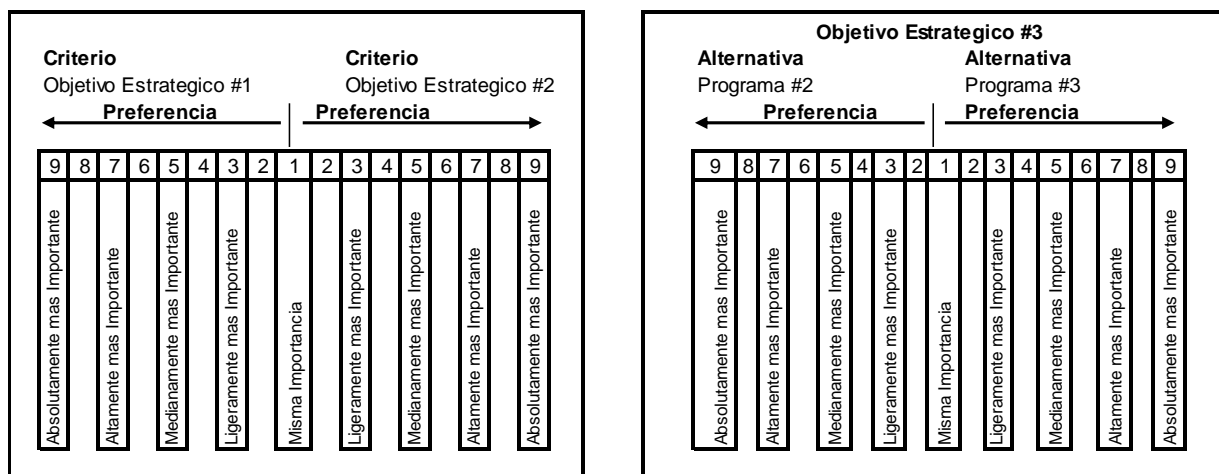 Criterio Criterio
Objetivo Estrategico #1 Objetivo Estrategico #2
Preferencia Preferencia
9 8 7 6 5 4 3 2 1 2 3 4 5 6 7 8 9
Absolutamente mas Importante
Altamente mas Importante
Medianamente mas Importante
Ligeramente mas Importante
Misma Importancia
Ligeramente mas Importante
Medianamente mas Importante
Altamente mas Importante
Absolutamente mas Importante
Objetivo Estrategico #3
Alternativa Alternativa
Programa #2 Programa #3
Preferencia Preferencia
9 8 7 6 5 4 3 2 1 2 3 4 5 6 7 8 9
Absolutamente mas Importante
Altamente mas Importante
Medianamente mas Importante
Ligeramente mas Importante
Misma Importancia
Ligeramente mas Importante
Medianamente mas Importante
Altamente mas Importante
Absolutamente mas Importante